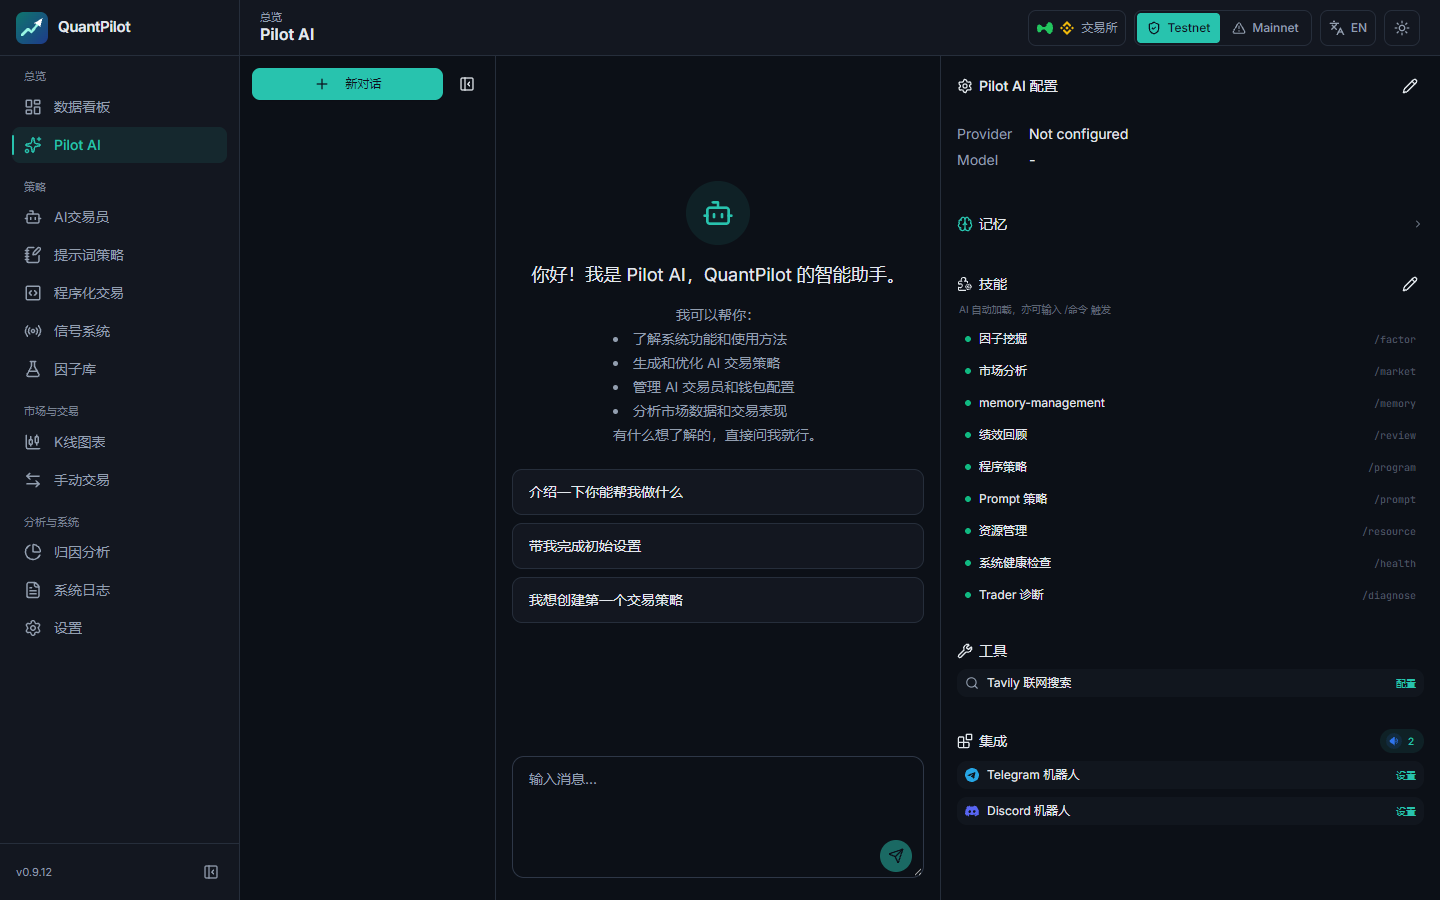 QuantPilot
总览
数据看板
Pilot AI
策略
AI交易员
提示词策略
程序化交易
信号系统
因子库
市场与交易
K线图表
手动交易
分析与系统
归因分析
系统日志
设置
v0.9.12
总览
Pilot AI
交易所
Testnet
Mainnet
EN
新对话
你好！我是 Pilot AI，QuantPilot 的智能助手。
我可以帮你：
了解系统功能和使用方法
生成和优化 AI 交易策略
管理 AI 交易员和钱包配置
分析市场数据和交易表现
有什么想了解的，直接问我就行。
介绍一下你能帮我做什么
带我完成初始设置
我想创建第一个交易策略
输入消息...
Pilot AI 配置
Provider Not configured
Model -
记忆
技能
AI 自动加载，亦可输入 /命令 触发
因子挖掘 /factor
市场分析 /market
memory-management /memory
绩效回顾 /review
程序策略 /program
Prompt 策略 /prompt
资源管理 /resource
系统健康检查 /health
Trader 诊断 /diagnose
工具
Tavily 联网搜索 配置
集成 2
Telegram 机器人 设置
Discord 机器人 设置